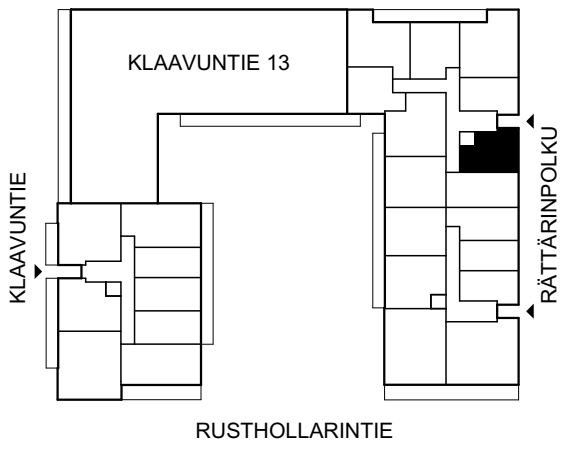 KLAAVUNTIE 13
KLAAVUNTIE
RÄTTÄRINPOLKU
RUSTHOLLARINTIE